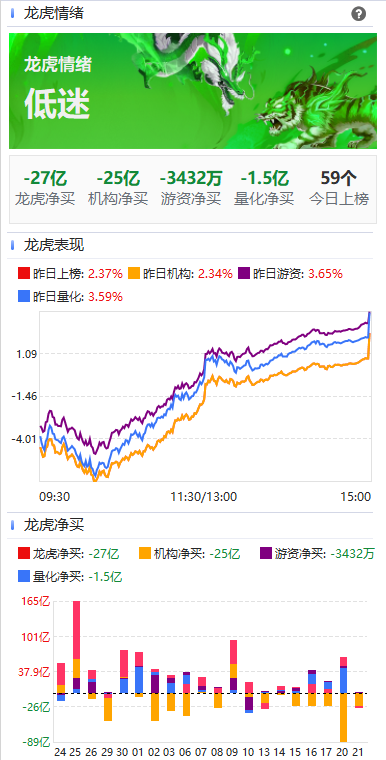 龙虎情绪 ?
龙虎情绪
低迷
-27亿 -25亿 -3432万 -1.5亿 59个
龙虎净买 机构净买 游资净买 量化净买 今日上榜
龙虎表现
昨日上榜: 2.37% 昨日机构: 2.34% 昨日游资: 3.65%
昨日量化: 3.59%
1.09
-1.46
-4.01
09:30 11:30/13:00 15:00
龙虎净买
龙虎净买: -27亿 机构净买: -25亿 游资净买: -3432万
量化净买: -1.5亿
165亿
101亿
37.9亿
-26亿
-89亿
24 25 26 29 30 01 02 03 06 07 08 09 10 13 14 15 16 17 20 21